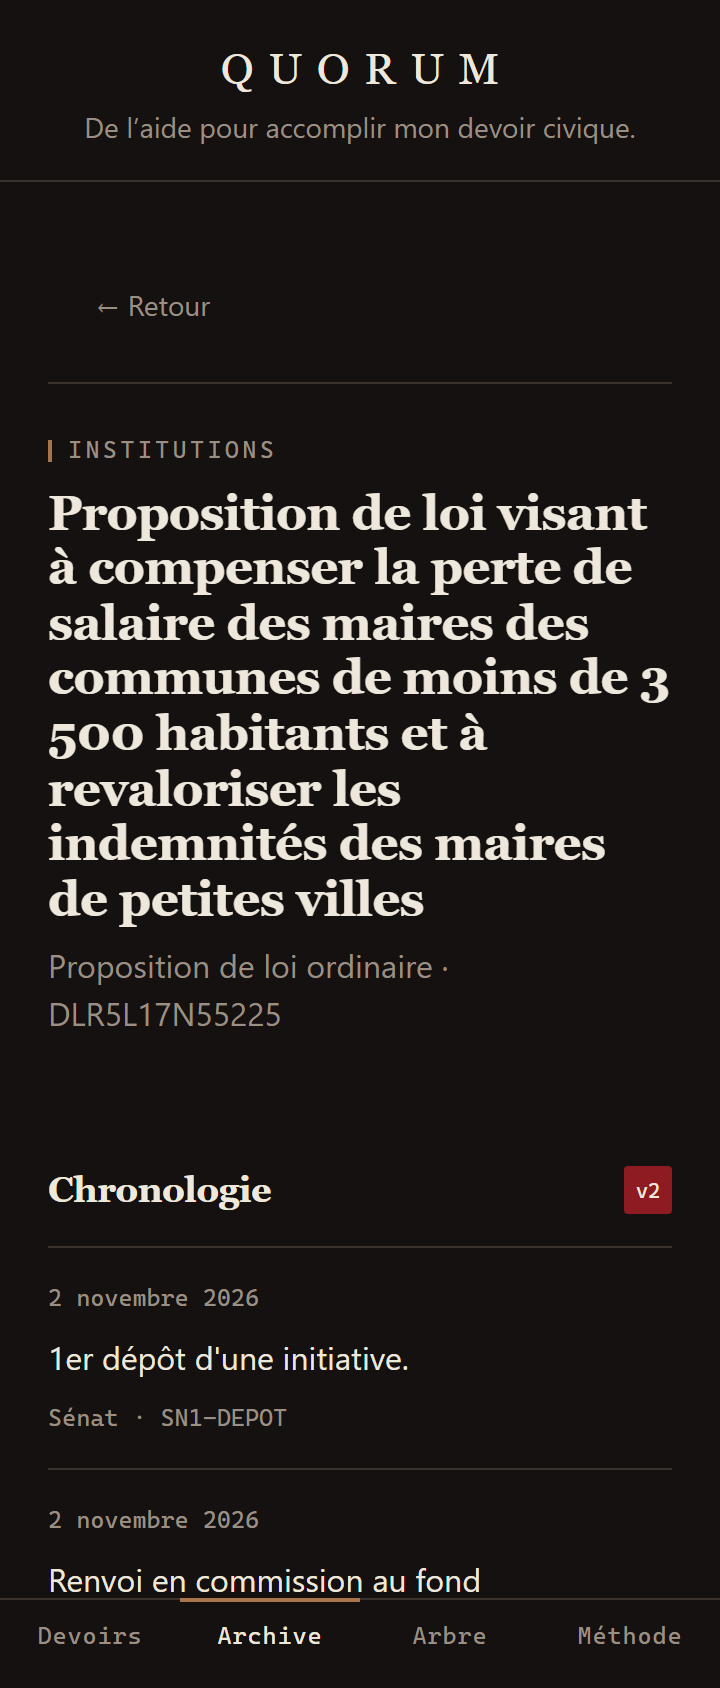 QUORUM
De l’aide pour accomplir mon devoir civique.
← Retour
INSTITUTIONS
Proposition de loi visant
à compenser la perte de
salaire des maires des
communes de moins de 3
500 habitants et à
revaloriser les
indemnités des maires
de petites villes
Proposition de loi ordinaire ·
DLR5L17N55225
Chronologie
v2
2 novembre 2026
1er dépôt d'une initiative.
Sénat · SN1-DEPOT
2 novembre 2026
Renvoi en commission au fond
Devoirs Archive Arbre Méthode